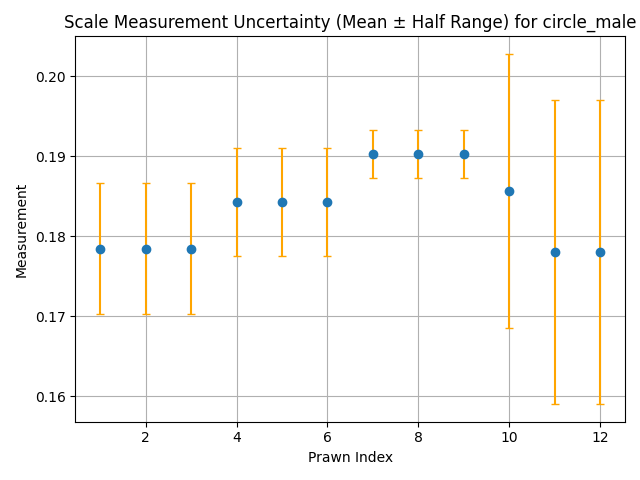 Scale Measurement Uncertainty (Mean ± Half Range) for circle_male
0.20
0.19
0.18
0.17
0.16
Measurement
2 4 6 8 10 12
Prawn Index